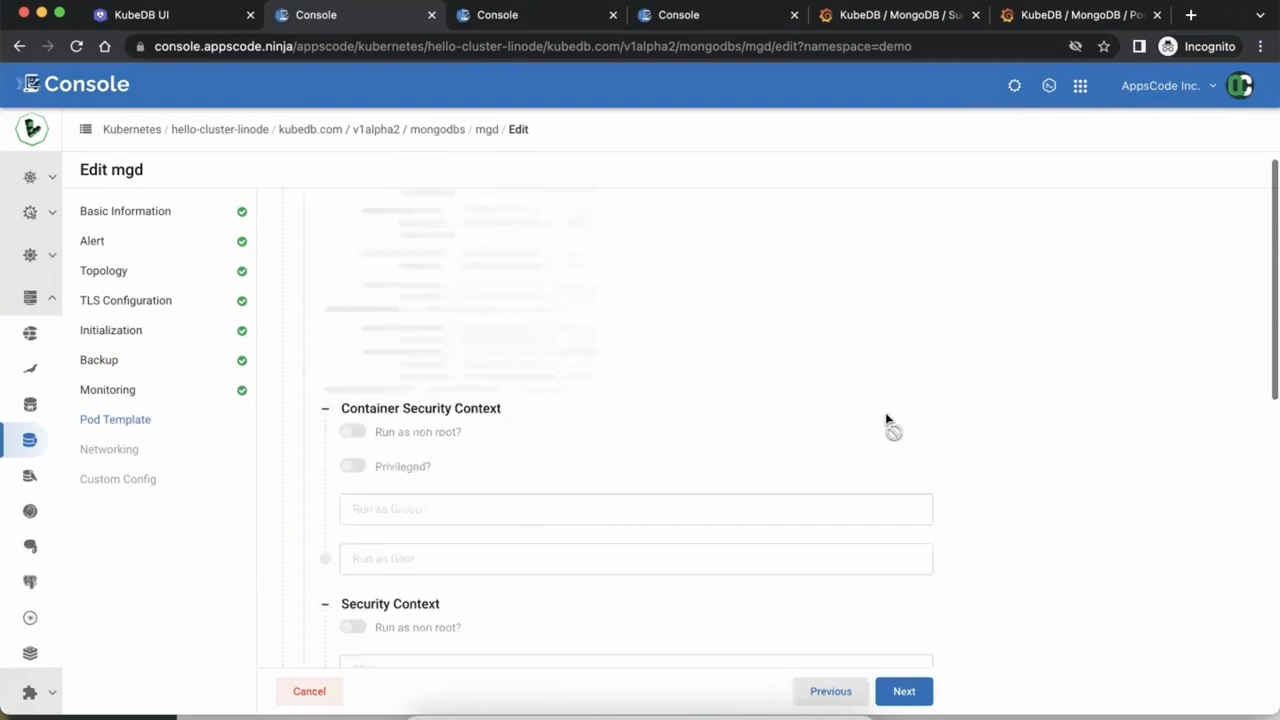 KubeDB UI
Console
Console
Console
KubeDB / MongoDB / Su
KubeDB / MongoDB / Po
console.appscode.ninja/appscode/kubernetes/hello-cluster-linode/kubedb.com/v1alpha2/mongodbs/mgd/edit?namespace=demo
Incognito
Console
AppsCode Inc.
Kubernetes / hello-cluster-linode / kubedb.com / v1alpha2 / mongodbs / mgd / Edit
Edit mgd
Basic Information
Alert
Topology
TLS Configuration
Initialization
Backup
Monitoring
Pod Template
Networking
Custom Config
Container Security Context
Run as non root?
Privileged?
Run as Group
Run as
Security Context
Run as non root?
Cancel
Previous
Next